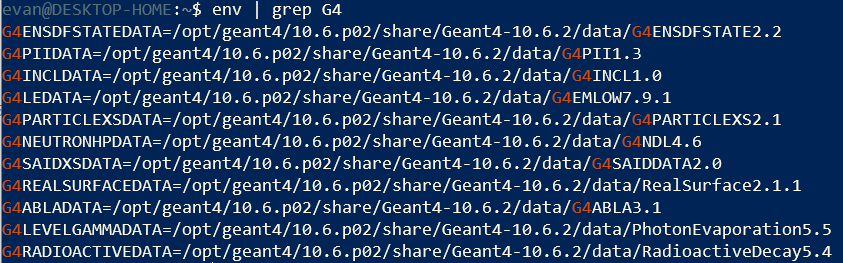 evan@DESKTOP-HOME:~$ env | grep G4
G4ENSDFSTATEDATA=/opt/geant4/10.6.p02/share/Geant4-10.6.2/data/G4ENSDFSTATE2.2
G4PIIDATA=/opt/geant4/10.6.p02/share/Geant4-10.6.2/data/G4PII1.3
G4INCLDATA=/opt/geant4/10.6.p02/share/Geant4-10.6.2/data/G4INCL1.0
G4LEDATA=/opt/geant4/10.6.p02/share/Geant4-10.6.2/data/G4EMLOW7.9.1
G4PARTICLEXSDATA=/opt/geant4/10.6.p02/share/Geant4-10.6.2/data/G4PARTICLEXS2.1
G4NEUTRONHPDATA=/opt/geant4/10.6.p02/share/Geant4-10.6.2/data/G4NDL4.6
G4SAIDXSDATA=/opt/geant4/10.6.p02/share/Geant4-10.6.2/data/G4SAIDDATA2.0
G4REALSURFACEDATA=/opt/geant4/10.6.p02/share/Geant4-10.6.2/data/RealSurface2.1.1
G4ABLADATA=/opt/geant4/10.6.p02/share/Geant4-10.6.2/data/G4ABLA3.1
G4LEVELGAMMADATA=/opt/geant4/10.6.p02/share/Geant4-10.6.2/data/PhotonEvaporation5.5
G4RADIOACTIVEDATA=/opt/geant4/10.6.p02/share/Geant4-10.6.2/data/RadioactiveDecay5.4